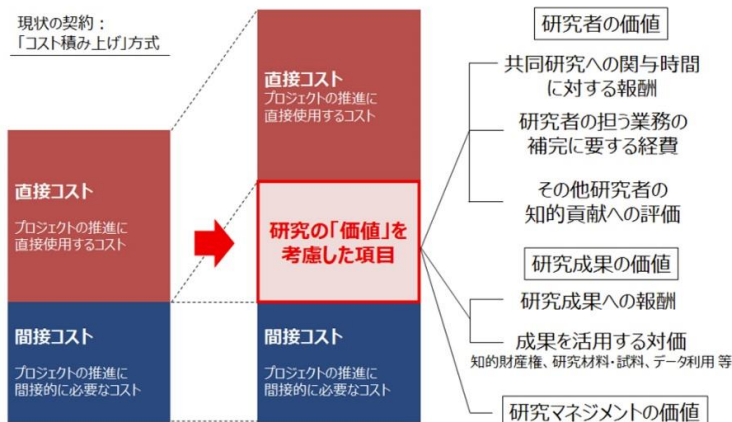 現状の契約：
「コスト積み上げ」方式
直接コスト
プロジェクトの推進に
直接使用するコスト
間接コスト
プロジェクトの推進に
間接的に必要なコスト
直接コスト
プロジェクトの推進に
直接使用するコスト
研究の「価値」を
考慮した項目
間接コスト
プロジェクトの推進に
間接的に必要なコスト
研究者の価値
共同研究への関与時間
に対する報酬
研究者の担う業務の
補完に要する経費
その他研究者の
知的貢献への評価
研究成果の価値
研究成果への報酬
成果を活用する対価
知的財産権、研究材料・試料、データ利用 等
研究マネジメントの価値